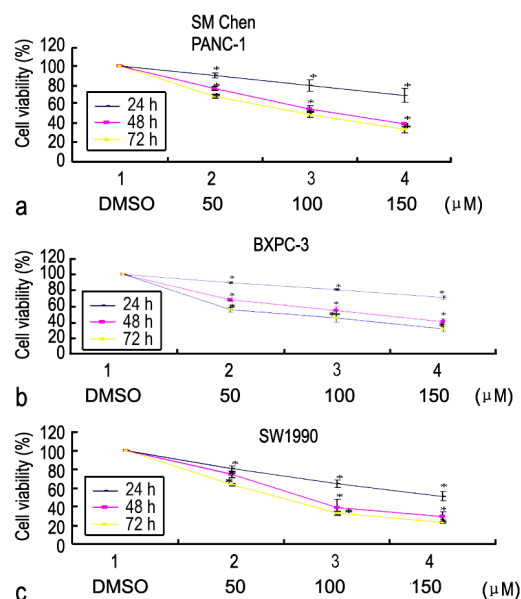 SM Chen
PANC-1
Cell viability (%)
120
100
80
60
40
20
0
24 h
48 h
72 h
1 2 3 4
a DMSO 50 100 150 (μM)
BXPC-3
Cell viability (%)
120
100
80
60
40
20
0
24 h
48 h
72 h
1 2 3 4
b DMSO 50 100 150 (μM)
SW1990
Cell viability (%)
120
100
80
60
40
20
0
24 h
48 h
72 h
1 2 3 4
c DMSO 50 100 150 (μM)